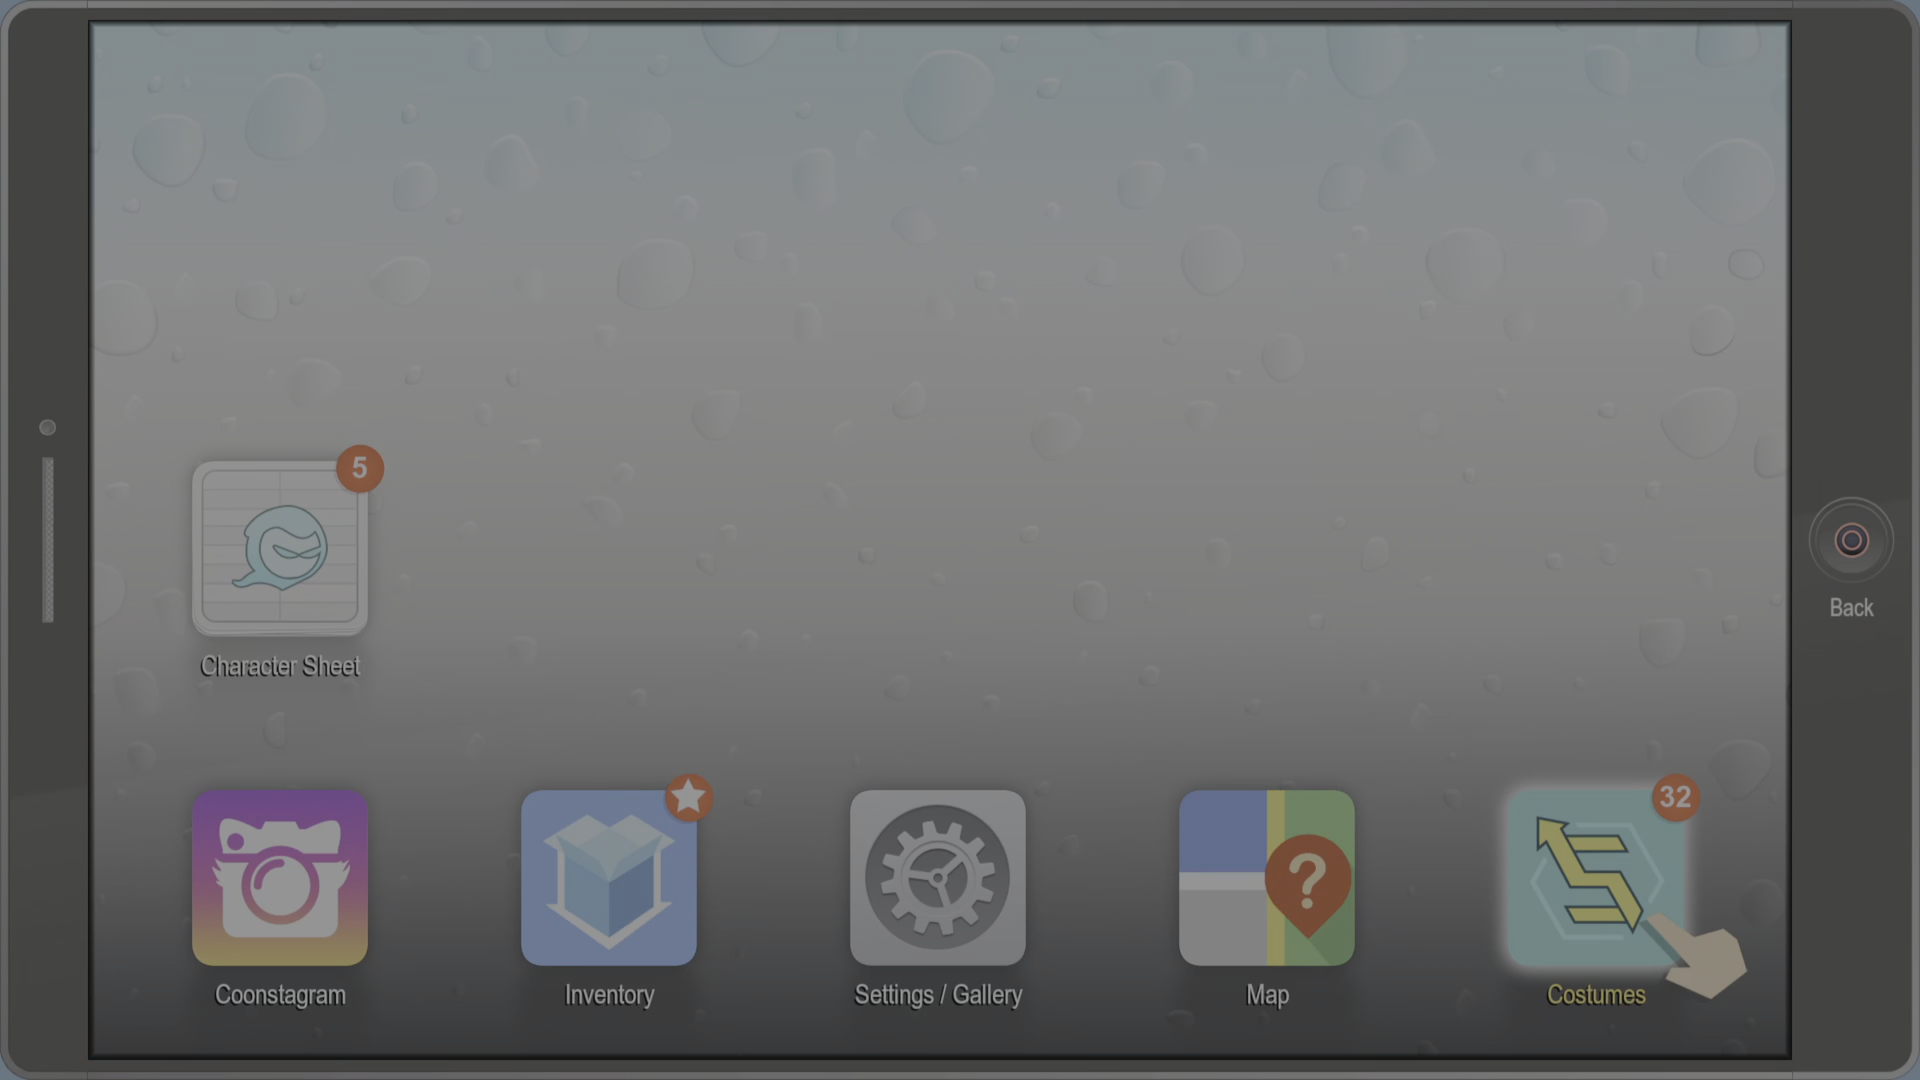 5
Character Sheet
Back
32
?
Coonstagram
Inventory
Settings / Gallery
Map
Costumes